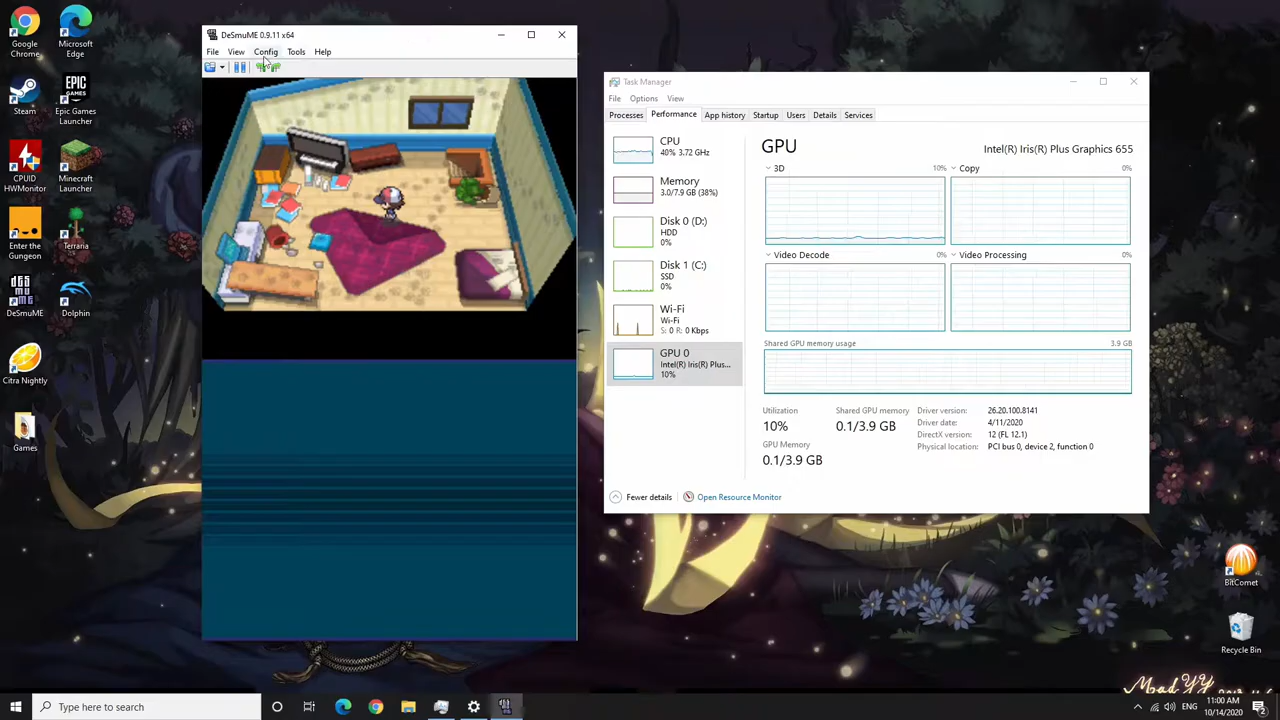 Google
Chrome
Microsoft
Edge
Steam
Epic Games
Launcher
CPUID
HWMonitor
Minecraft
Launcher
Enter the
Gungeon
Terraria
DeSmuME
Dolphin
Citra Nightly
Games
DeSmuME 0.9.11 x64
File View Config Tools Help
Task Manager
File Options View
Processes Performance App history Startup Users Details Services
CPU
40% 3.72 GHz
Memory
3.0/7.9 GB (38%)
Disk 0 (D:)
HDD
0%
Disk 1 (C:)
SSD
0%
Wi-Fi
Wi-Fi
S: 0 R: 0 Kbps
GPU 0
Intel(R) Iris(R) Plus...
10%
GPU Intel(R) Iris(R) Plus Graphics 655
3D 10% Copy 0%
Video Decode 0% Video Processing 0%
Shared GPU memory usage 3.9 GB
Utilization
10%
Shared GPU memory
0.1/3.9 GB
GPU Memory
0.1/3.9 GB
Driver version: 26.20.100.8141
Driver date: 4/11/2020
DirectX version: 12 (FL 12.1)
Physical location: PCI bus 0, device 2, function 0
Fewer details Open Resource Monitor
BitComet
Recycle Bin
Type here to search
ENG
11:00 AM
10/14/2020
2